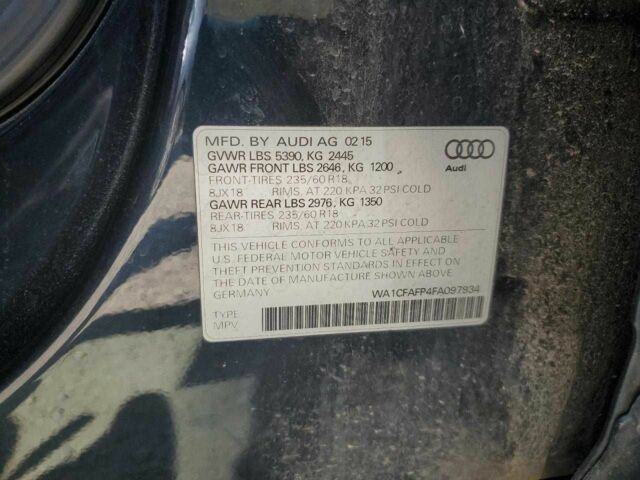 MFD. BY AUDI AG 02 15
GVWR LBS 5390, KG 2445
GAWR FRONT LBS 2646, KG 1200
FRONT-TIRES 235/60 R18
8JX18 RIMS, AT 220 KPA 32 PSI COLD
GAWR REAR LBS 2976, KG 1350
REAR-TIRES 235/60 R18
8JX18 RIMS, AT 220 KPA 32 PSI COLD
Audi
THIS VEHICLE CONFORMS TO ALL APPLICABLE
U.S. FEDERAL MOTOR VEHICLE SAFETY AND
THEFT PREVENTION STANDARDS IN EFFECT ON
THE DATE OF MANUFACTURE SHOWN ABOVE
GERMANY
WA1CFAFP4FA097934
TYPE
MPV